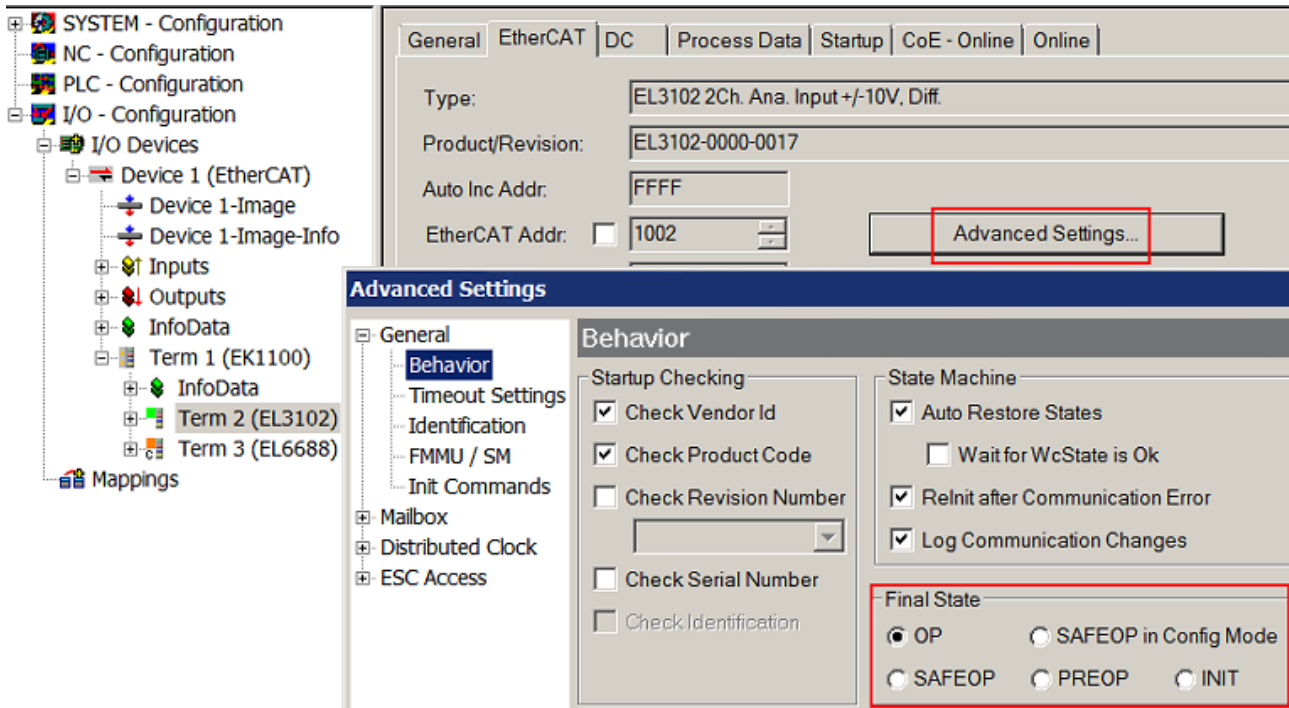 SYSTEM - Configuration
NC - Configuration
PLC - Configuration
I/O - Configuration
I/O Devices
Device 1 (EtherCAT)
Device 1-Image
Device 1-Image-Info
Inputs
Outputs
InfoData
Term 1 (EK1100)
InfoData
Term 2 (EL3102)
Term 3 (EL6688)
Mappings
General EtherCAT DC Process Data Startup CoE - Online Online
Type: EL3102 2Ch. Ana. Input +/-10V, Diff.
Product/Revision: EL3102-0000-0017
Auto Inc Addr: FFFF
EtherCAT Addr: 1002 Advanced Settings...
Advanced Settings
General
Behavior
Timeout Settings
Identification
FMMU / SM
Init Commands
Mailbox
Distributed Clock
ESC Access
Behavior
Startup Checking
Check Vendor Id
Check Product Code
Check Revision Number
Check Serial Number
Check Identification
State Machine
Auto Restore States
Wait for WcState is Ok
ReInit after Communication Error
Log Communication Changes
Final State
OP SAFEOP in Config Mode
SAFEOP PREOP INIT